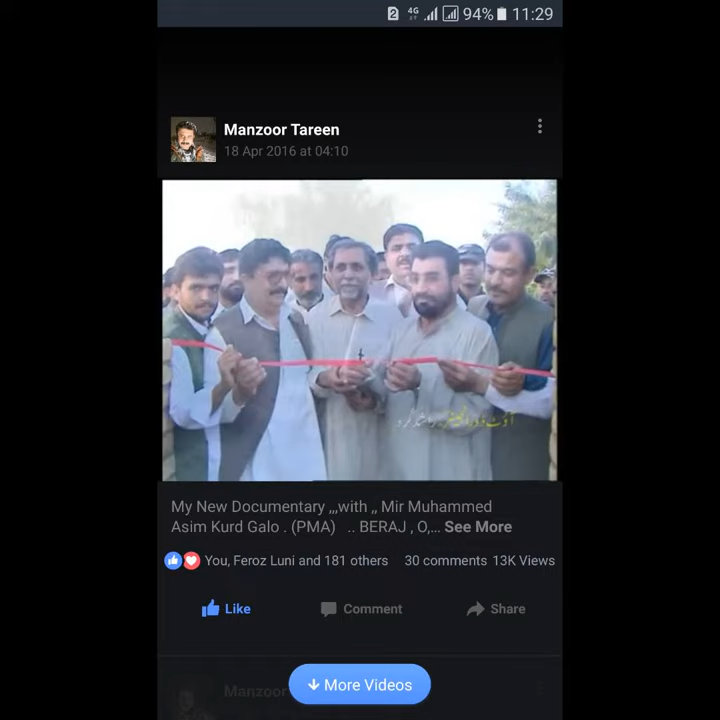 2 4G 94% 11:29
Manzoor Tareen
18 Apr 2016 at 04:10
My New Documentary ,,,with ,, Mir Muhammed
Asim Kurd Galo . (PMA) .. BERAJ , O,... See More
You, Feroz Luni and 181 others 30 comments 13K Views
Like Comment Share
Manzoor
↓ More Videos